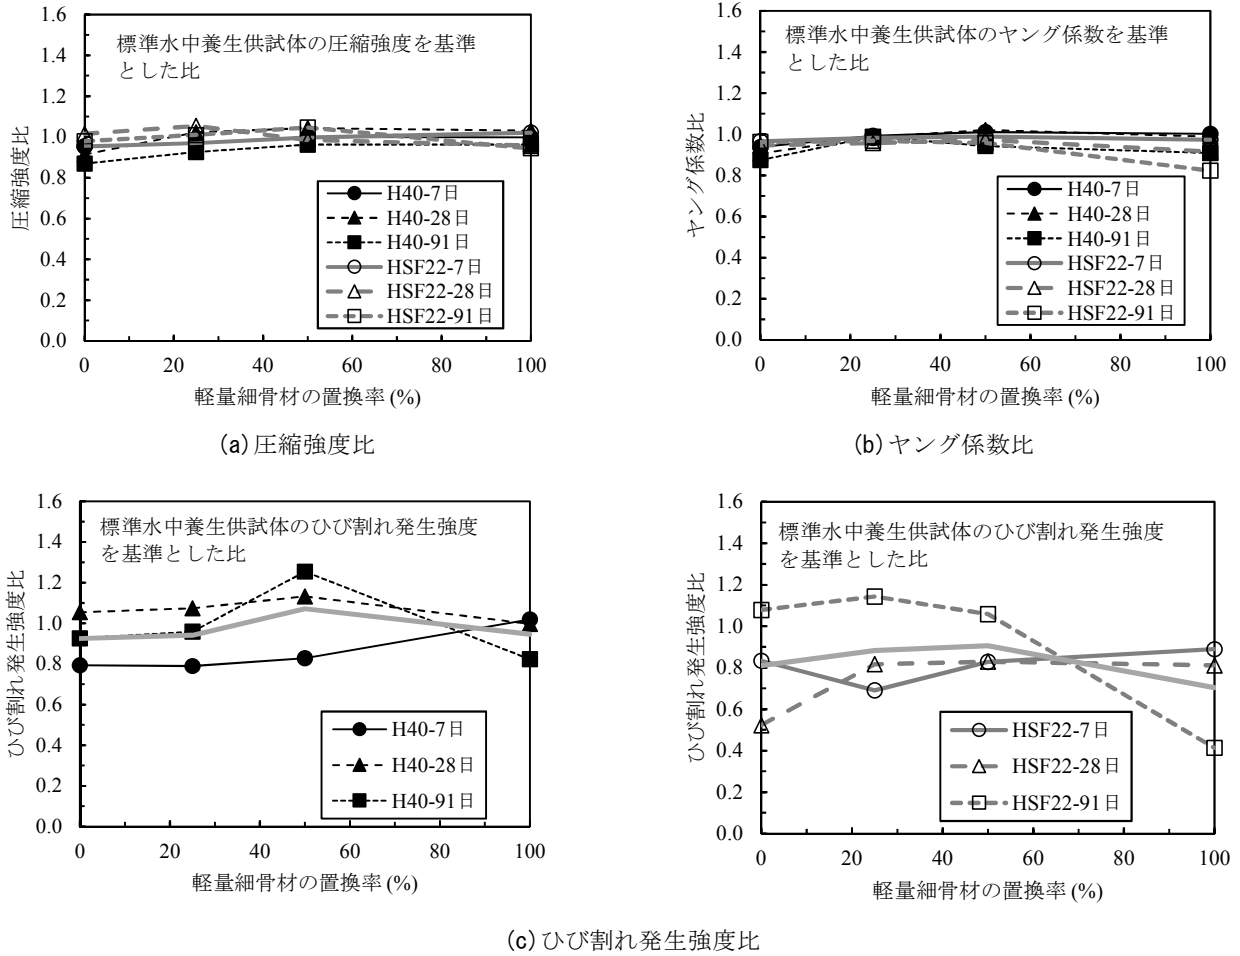 標準水中養生供試体の圧縮強度を基準
とした比
圧縮強度比
1.6
1.4
1.2
1.0
0.8
0.6
0.4
0.2
0.0
H40-7日
H40-28日
H40-91日
HSF22-7日
HSF22-28日
HSF22-91日
0 20 40 60 80 100
軽量細骨材の置換率(%)
(a)圧縮強度比
標準水中養生供試体のヤング係数を基準
とした比
ヤング係数比
1.6
1.4
1.2
1.0
0.8
0.6
0.4
0.2
0.0
H40-7日
H40-28日
H40-91日
HSF22-7日
HSF22-28日
HSF22-91日
0 20 40 60 80 100
軽量細骨材の置換率(%)
(b)ヤング係数比
標準水中養生供試体のひび割れ発生強度
を基準とした比
ひび割れ発生強度比
1.6
1.4
1.2
1.0
0.8
0.6
0.4
0.2
0.0
H40-7日
H40-28日
H40-91日
0 20 40 60 80 100
軽量細骨材の置換率(%)
標準水中養生供試体のひび割れ発生強度
を基準とした比
ひび割れ発生強度比
1.6
1.4
1.2
1.0
0.8
0.6
0.4
0.2
0.0
HSF22-7日
HSF22-28日
HSF22-91日
0 20 40 60 80 100
軽量細骨材の置換率(%)
(c)ひび割れ発生強度比